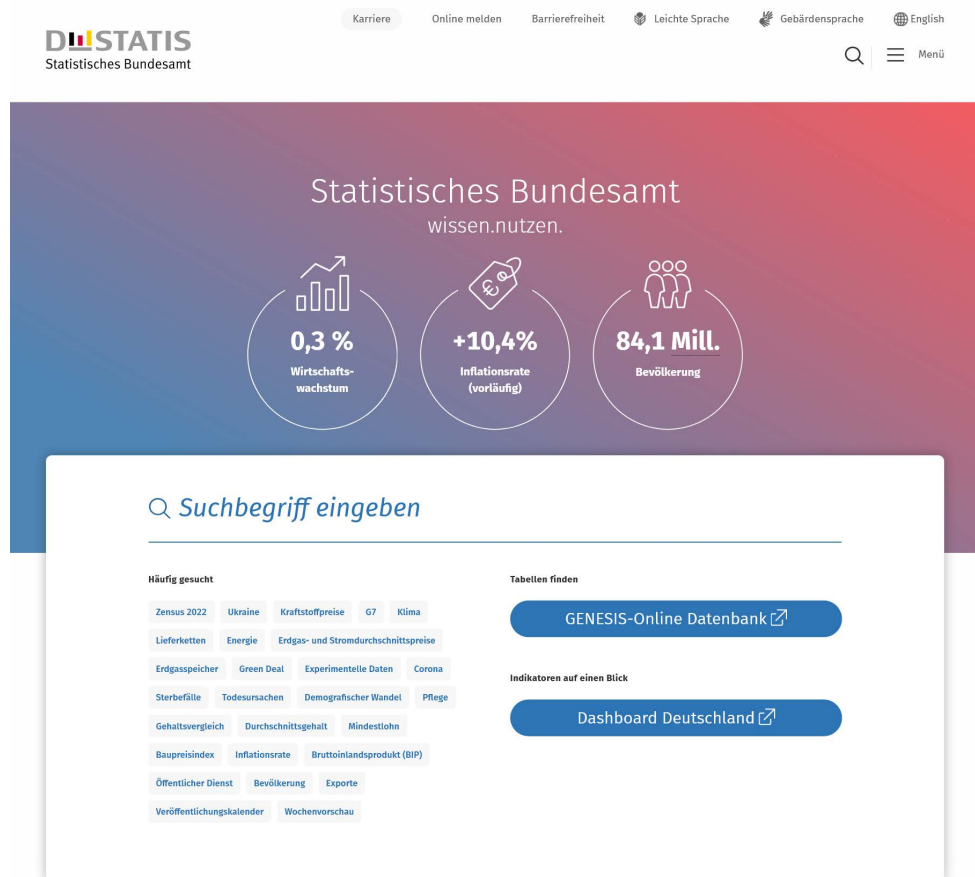 Karriere Online melden Barrierefreiheit Leichte Sprache Gebärdensprache English
DESTATIS
Statistisches Bundesamt
Menü
Statistisches Bundesamt
wissen.nutzen.
0,3 % +10,4% 84,1 Mill.
Wirtschafts- Inflationsrate Bevölkerung
wachstum (vorläufig)
Suchbegriff eingeben
Häufig gesucht
Zensus 2022 Ukraine Kraftstoffpreise G7 Klima
Lieferketten Energie Erdgas- und Stromdurchschnittspreise
Erdgasspeicher Green Deal Experimentelle Daten Corona
Sterbefälle Todesursachen Demografischer Wandel Pflege
Gehaltsvergleich Durchschnittsgehalt Mindestlohn
Baupreisindex Inflationsrate Bruttoinlandsprodukt (BIP)
Öffentlicher Dienst Bevölkerung Exporte
Veröffentlichungskalender Wochenvorschau
Tabellen finden
GENESIS-Online Datenbank
Indikatoren auf einen Blick
Dashboard Deutschland